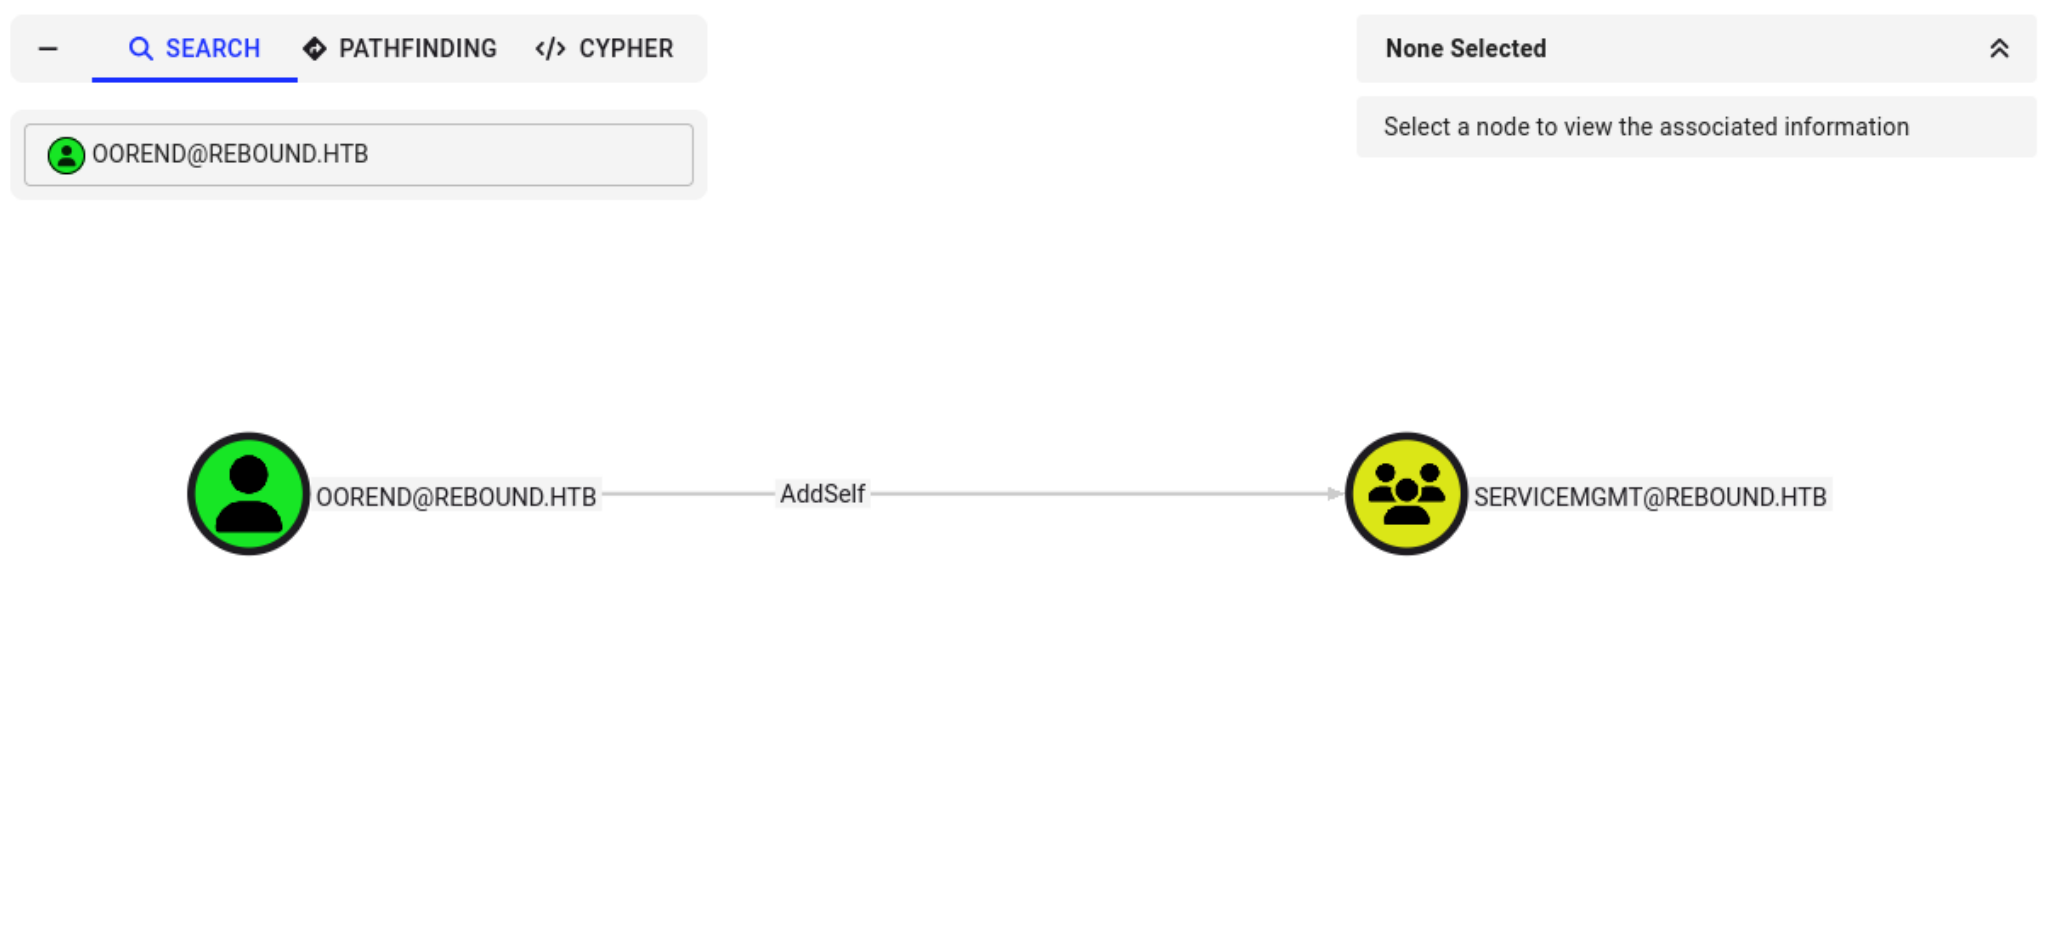 SEARCH PATHFINDING </> CYPHER
OOREND@REBOUND.HTB
None Selected
Select a node to view the associated information
OOREND@REBOUND.HTB AddSelf SERVICEMGMT@REBOUND.HTB